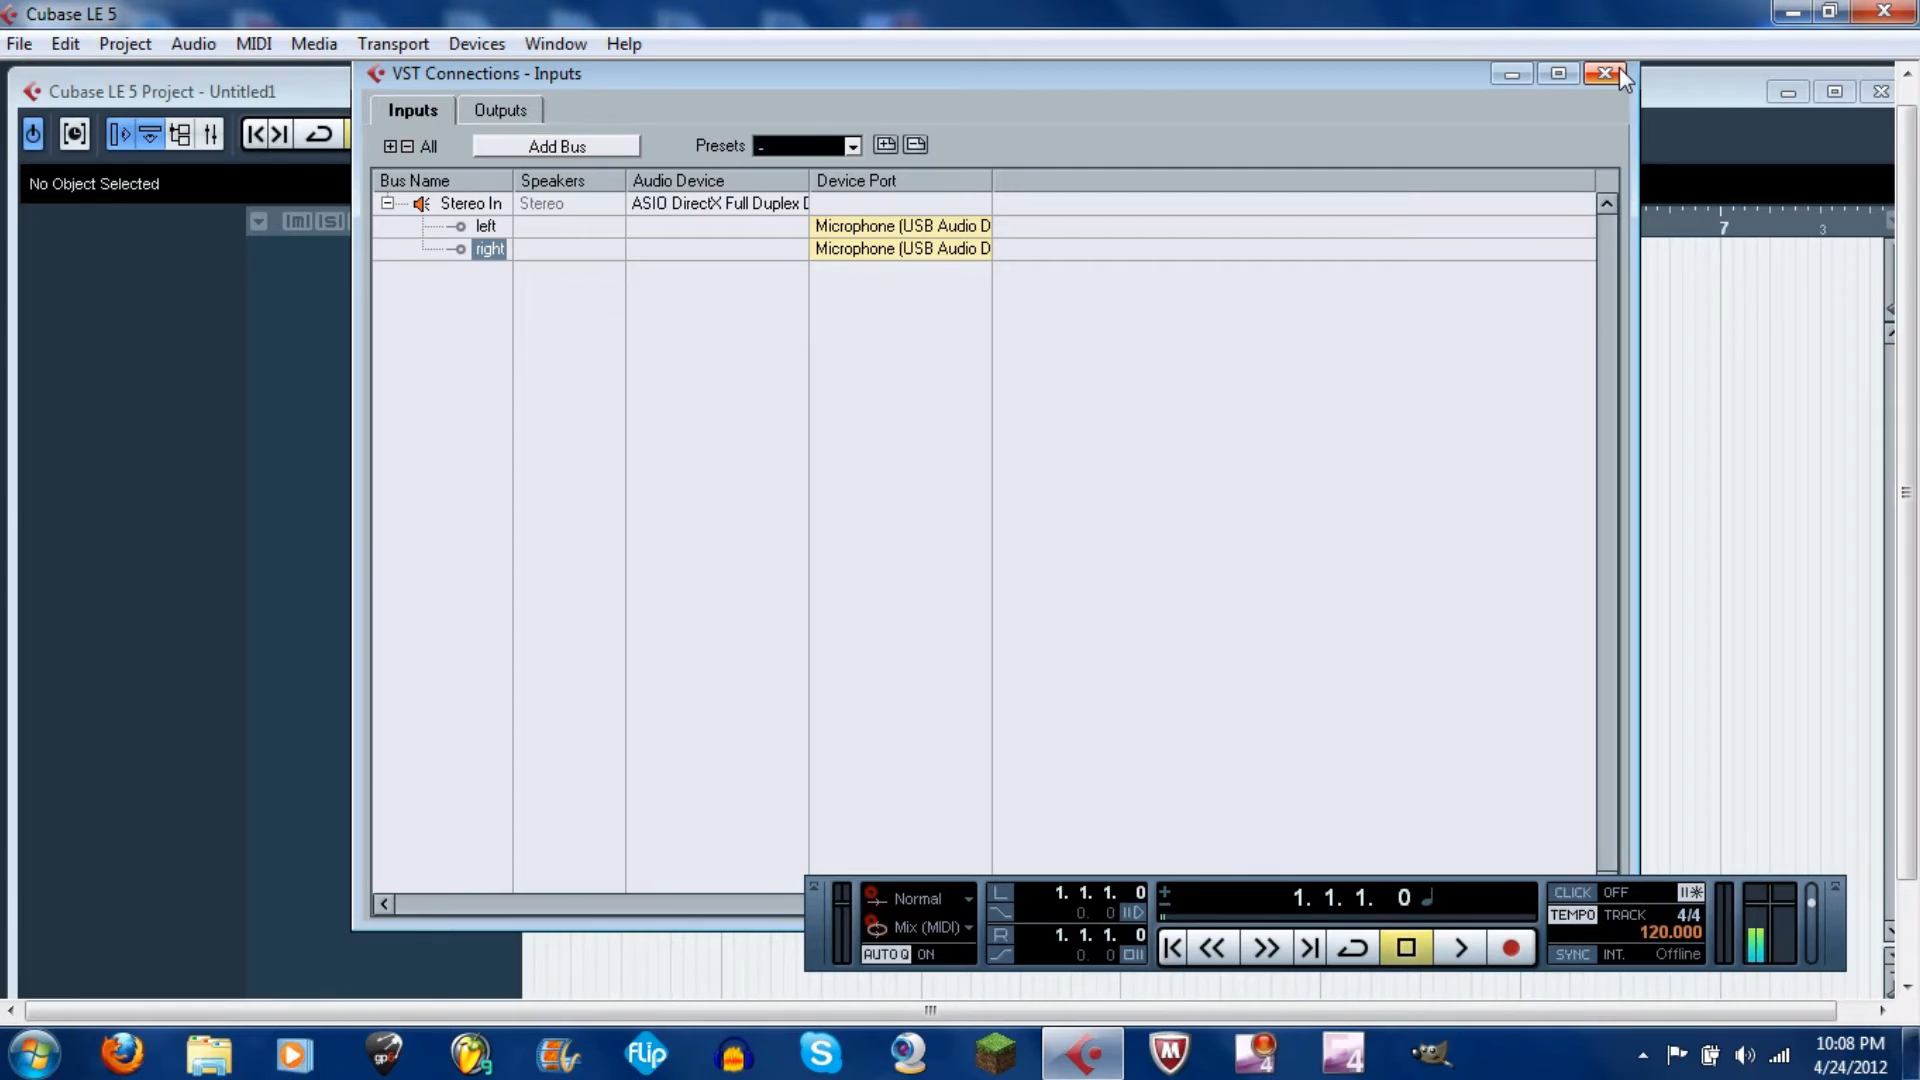 Cubase LE 5
File Edit Project Audio MIDI Media Transport Devices Window Help
VST Connections - Inputs
Cubase LE 5 Project - Untitled1
Inputs Outputs
All Add Bus Presets -
No Object Selected
Bus Name Speakers Audio Device Device Port
Stereo In Stereo ASIO DirectX Full Duplex D
left Microphone (USB Audio D
right Microphone (USB Audio D
7 3
Normal
Mix (MIDI)
AUTO Q ON
L 1. 1. 1. 0
0. 0
R 1. 1. 1. 0
0. 0
1. 1. 1. 0
CLICK OFF
TEMPO TRACK 4/4
120.000
SYNC INT. Offline
gp6 flip S M 4 4
10:08 PM
4/24/2012